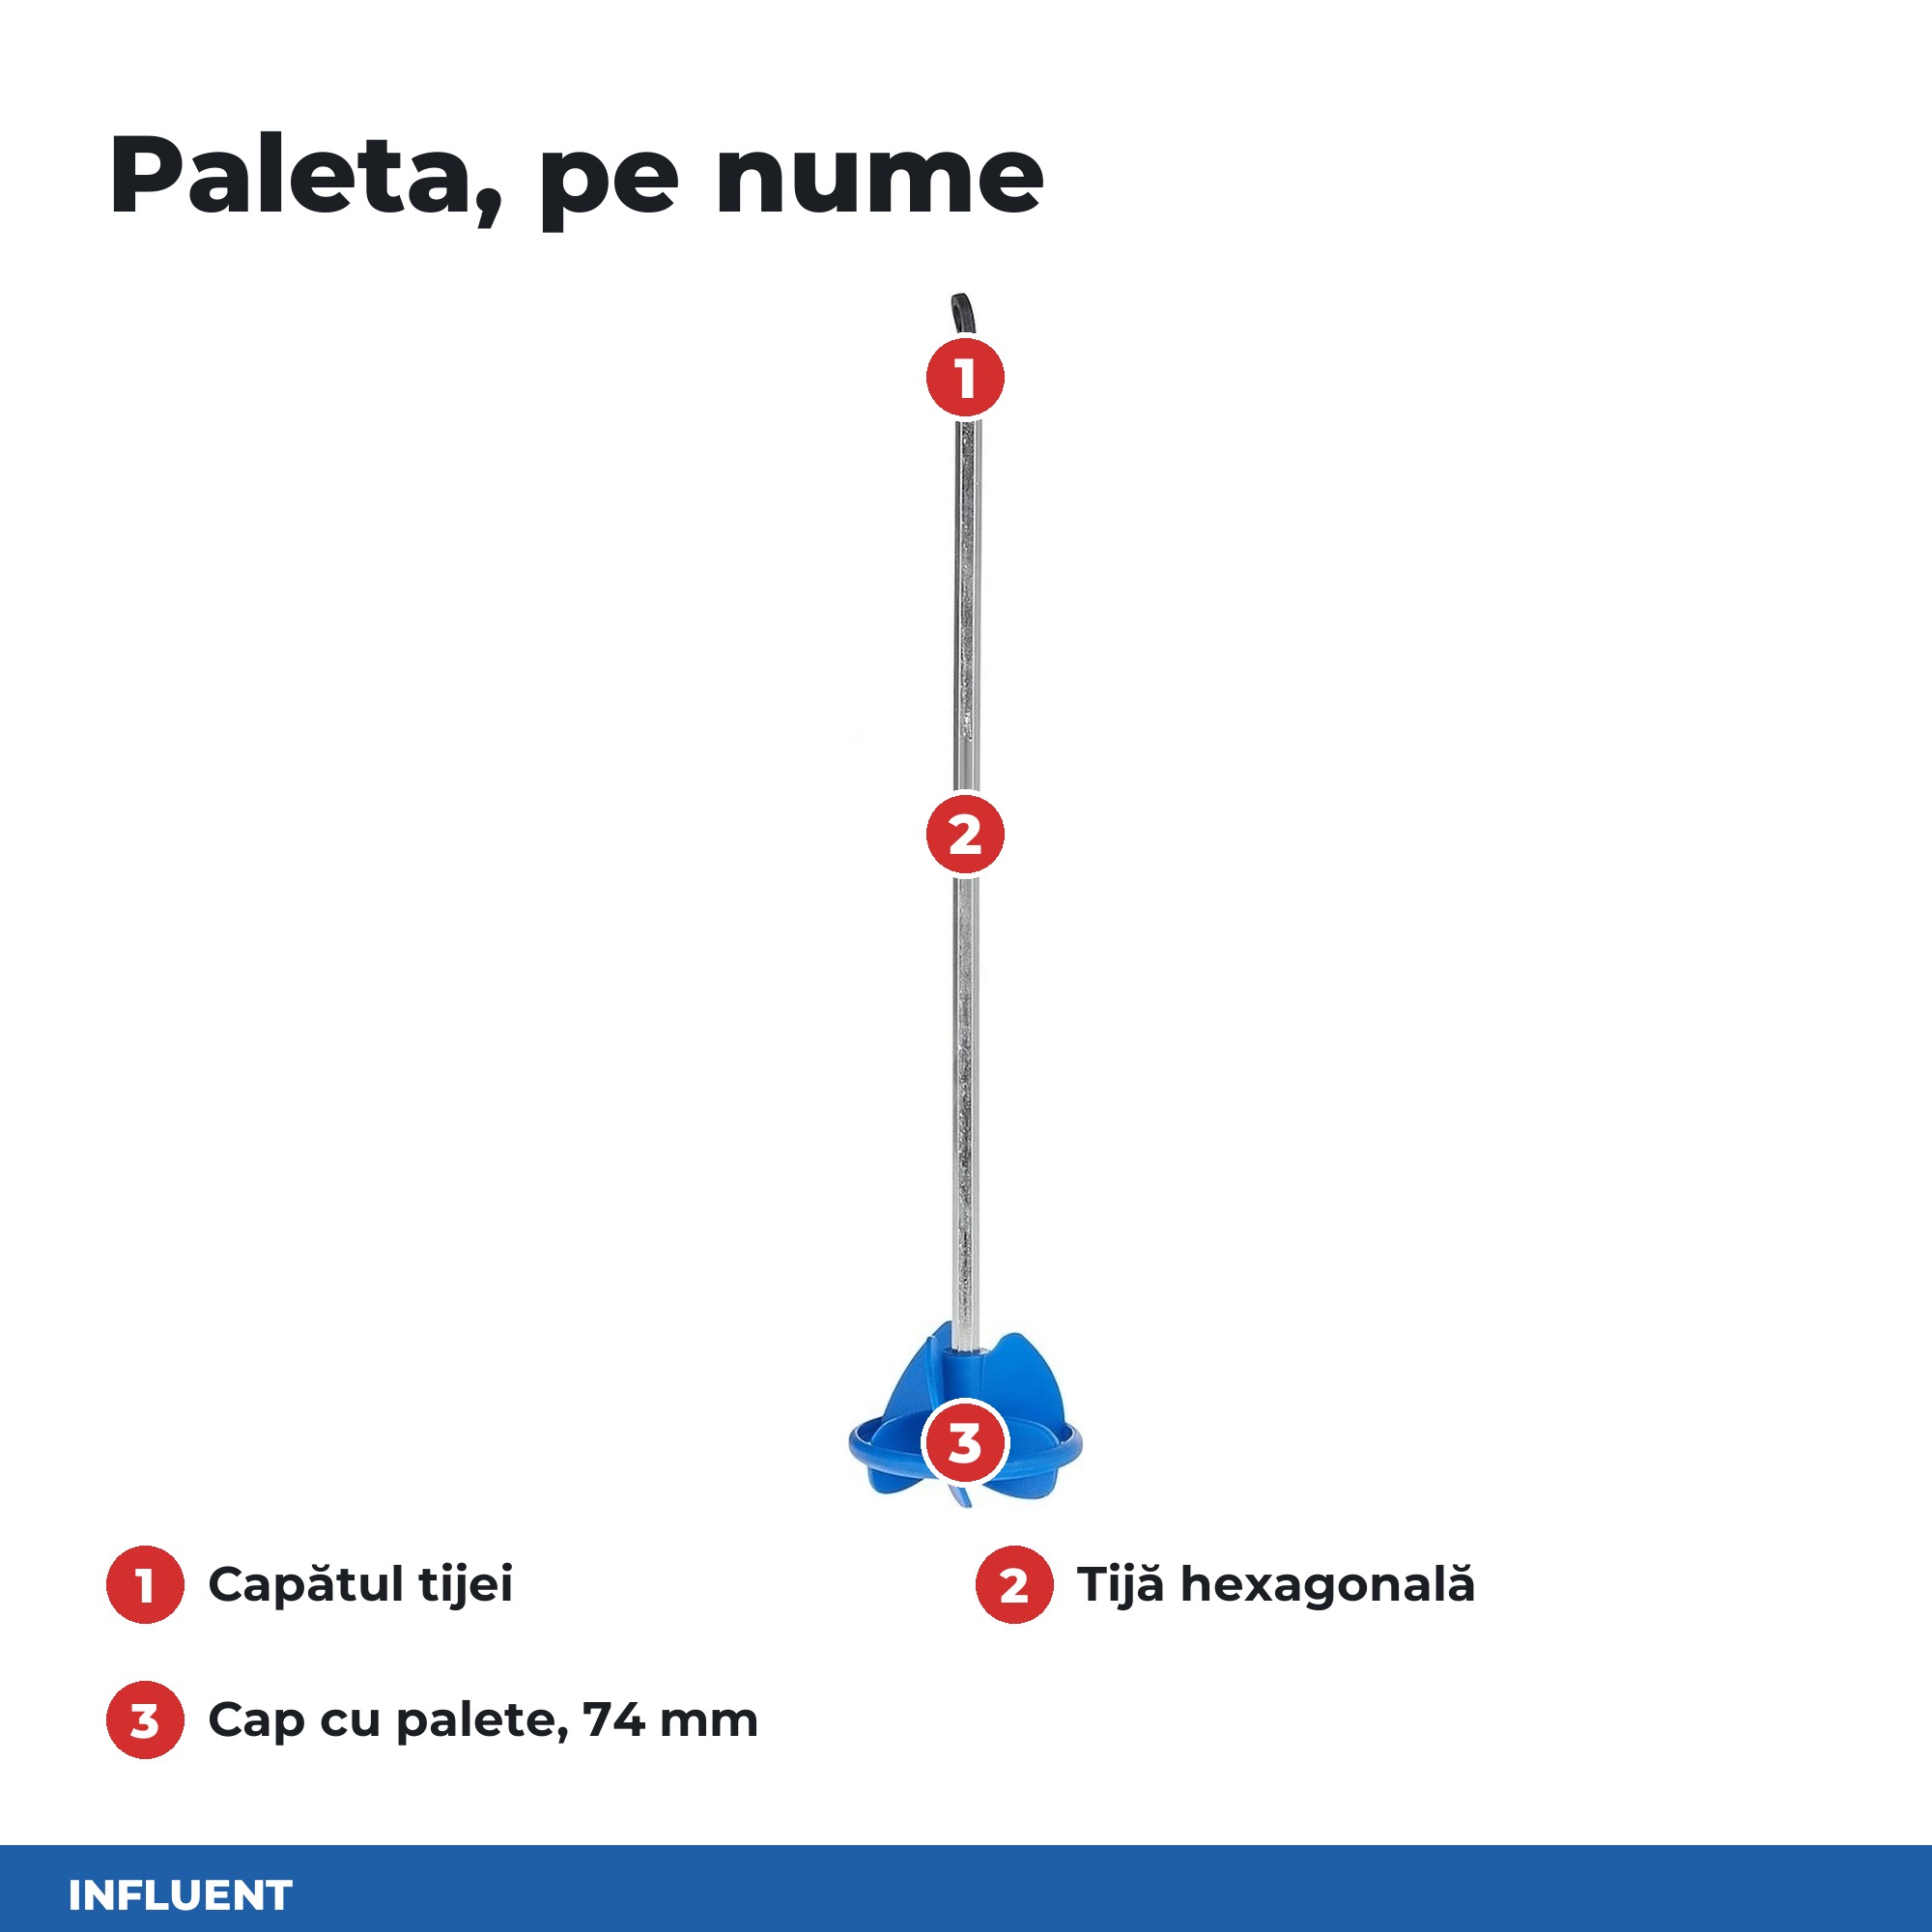 Paleta, pe nume
1
2
3
1 Capătul tijei
2 Tijă hexagonală
3 Cap cu palete, 74 mm
INFLUENT